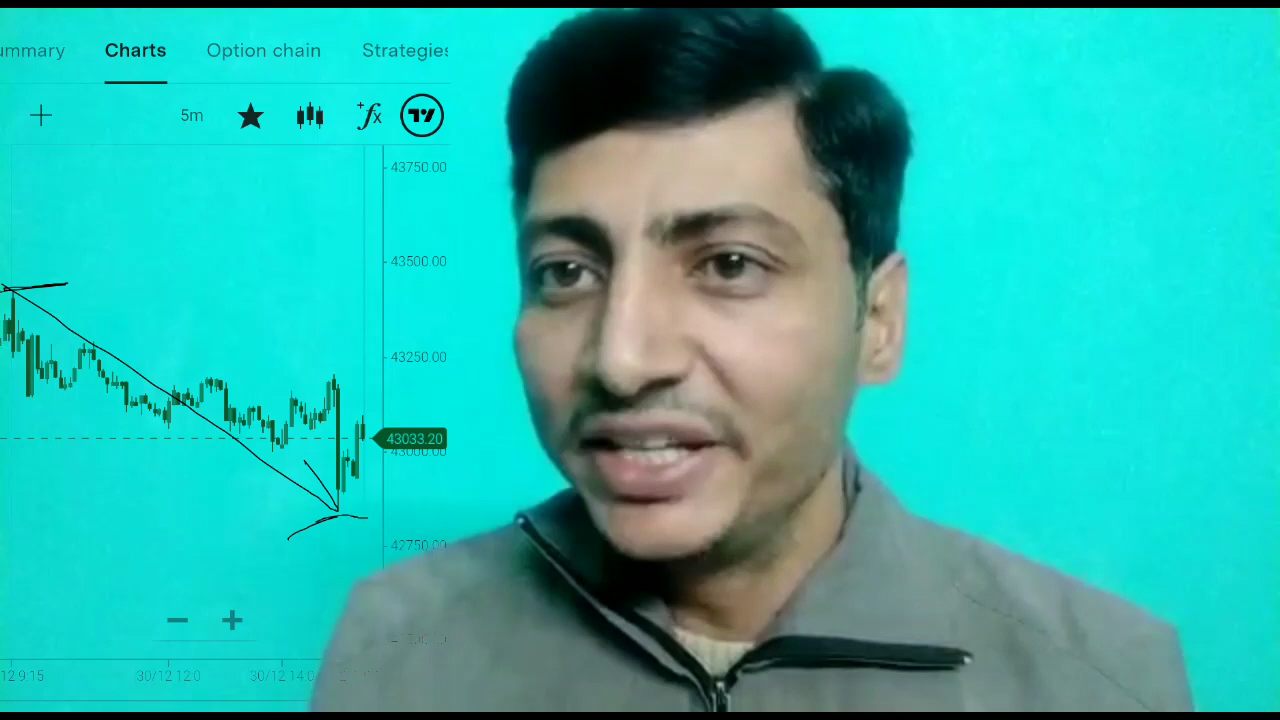 ummary Charts Option chain Strategies
5m
43750.00
43500.00
43250.00
43033.20
43000.00
42750.00
12 9:15 30/12 12:0 30/12 14:0